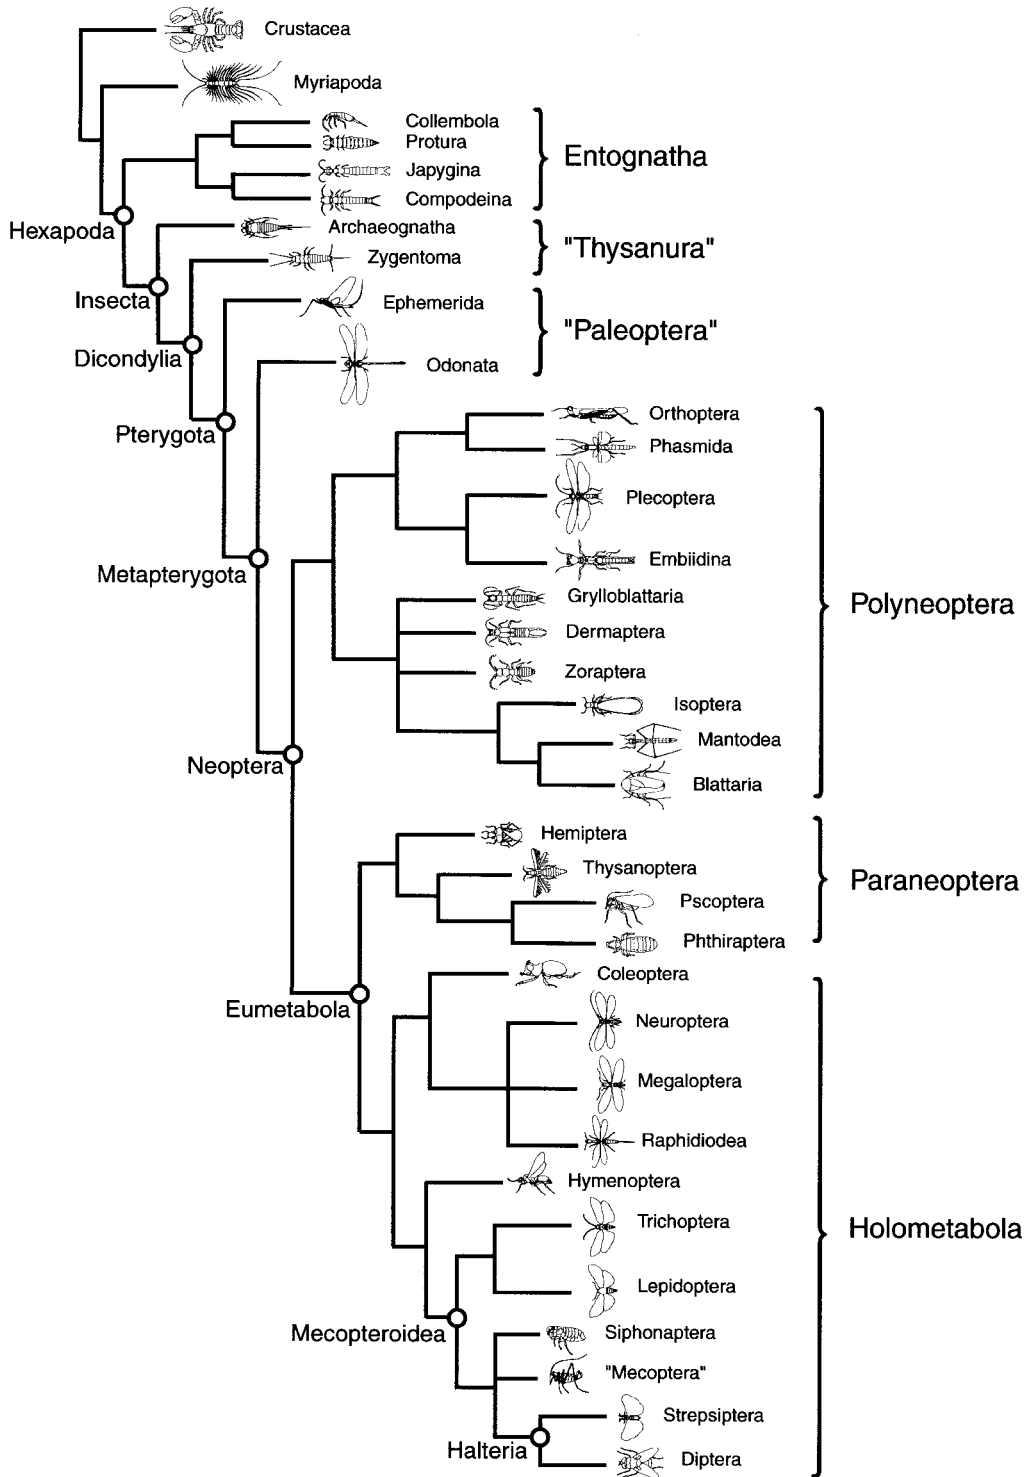 Crustacea
Myriapoda
Collembola
Protura
Japygina
Compodeina
Entognatha
Hexapoda
Archaeognatha
Zygentoma
"Thysanura"
Insecta
Ephemerida
Odonata
"Paleoptera"
Dicondylia
Pterygota
Orthoptera
Phasmida
Plecoptera
Embiidina
Metapterygota
Grylloblattaria
Dermaptera
Zoraptera
Isoptera
Mantodea
Blattaria
Polyneoptera
Neoptera
Hemiptera
Thysanoptera
Pscoptera
Phthiraptera
Paraneoptera
Eumetabola
Coleoptera
Neuroptera
Megaloptera
Raphidiodea
Hymenoptera
Trichoptera
Lepidoptera
Holometabola
Mecopteroidea
Siphonaptera
"Mecoptera"
Strepsiptera
Halteria
Diptera